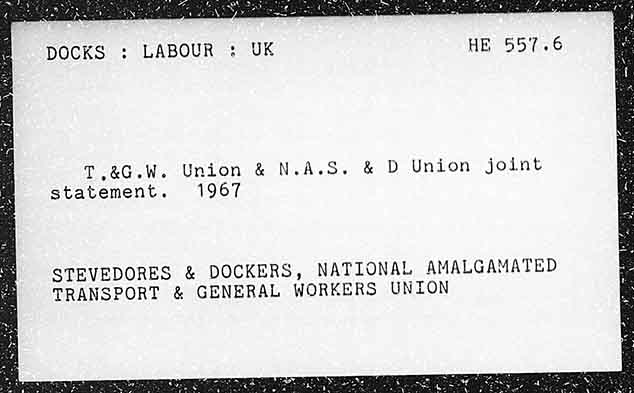 DOCKS : LABOUR : UK HE 557.6
T.&G.W. Union & N.A.S. & D Union joint
statement. 1967
STEVEDORES & DOCKERS, NATIONAL AMALGAMATED
TRANSPORT & GENERAL WORKERS UNION